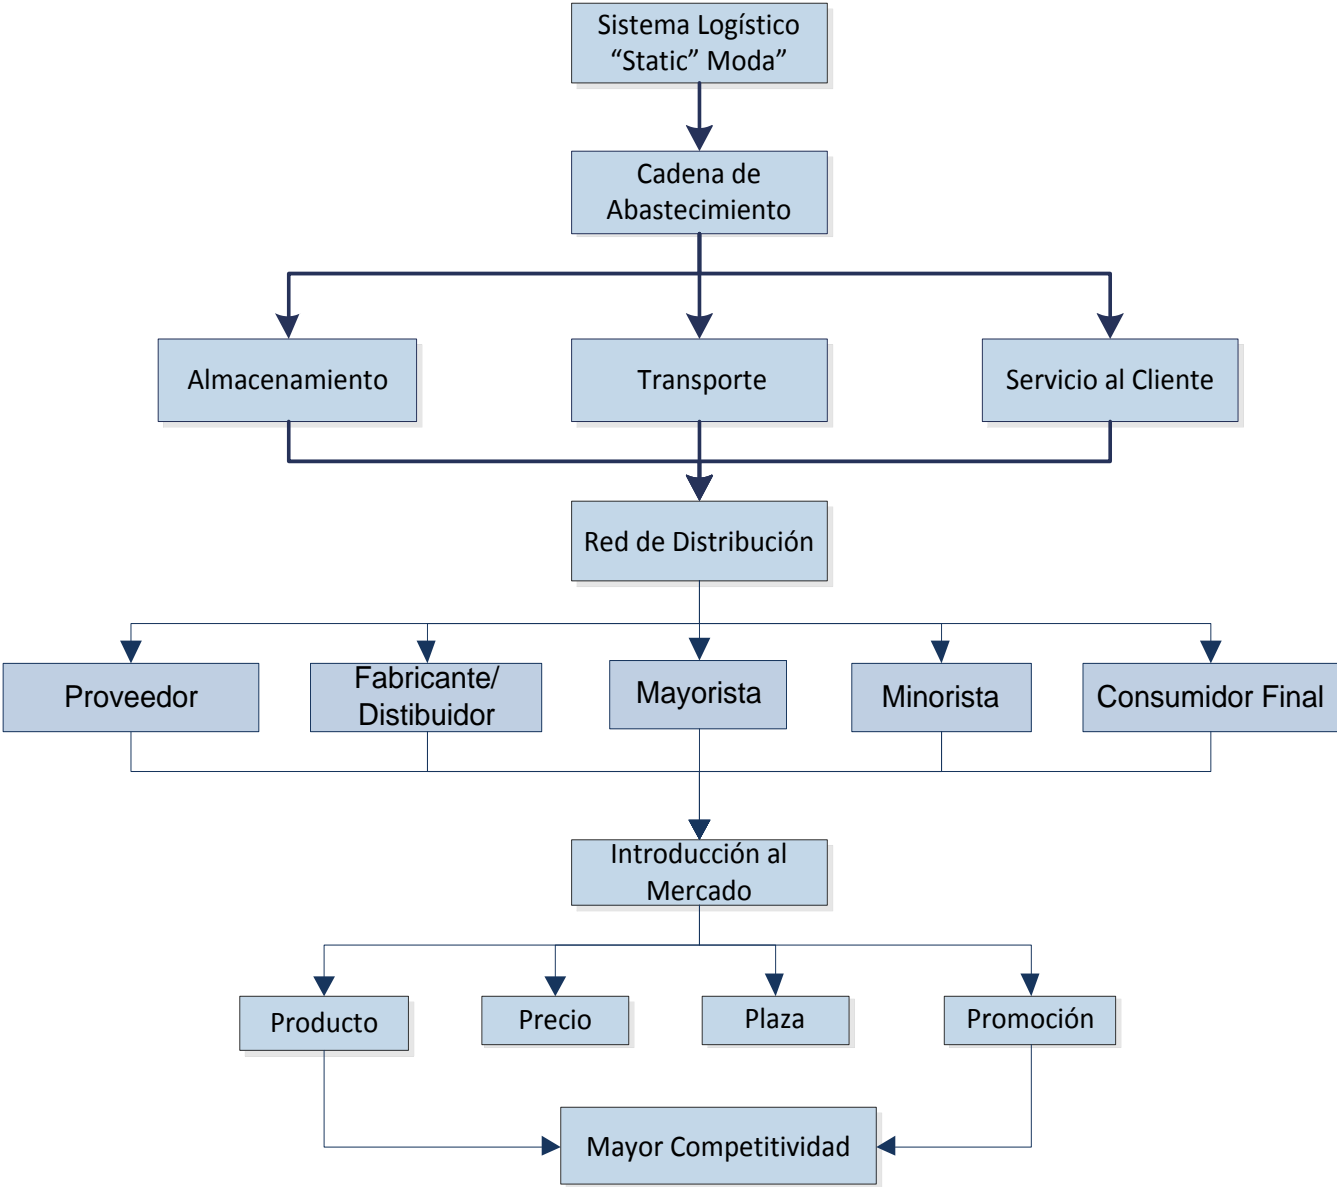 Sistema Logístico
“Static” Moda”
Cadena de
Abastecimiento
Almacenamiento
Transporte
Servicio al Cliente
Red de Distribución
Proveedor
Fabricante/
Distibuidor
Mayorista
Minorista
Consumidor Final
Introducción al
Mercado
Producto
Precio
Plaza
Promoción
Mayor Competitividad